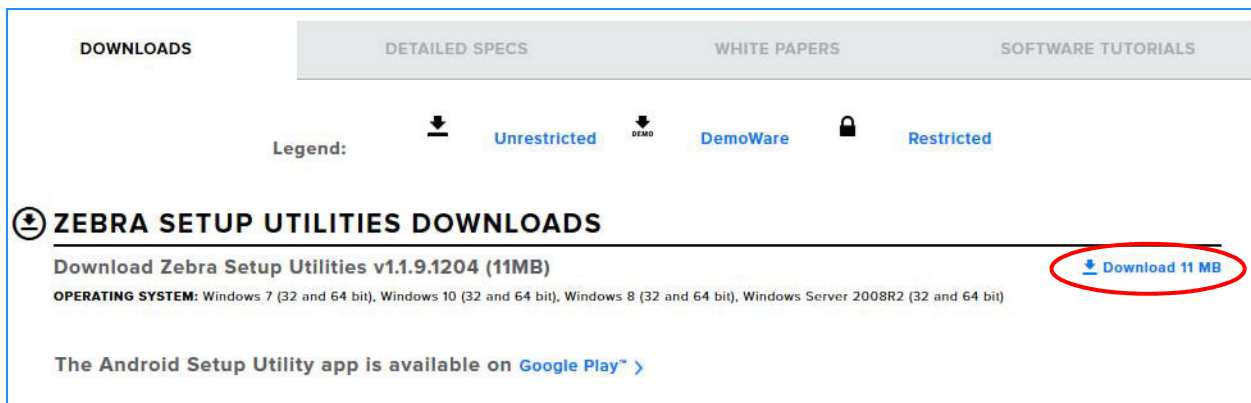 DOWNLOADS DETAILED SPECS WHITE PAPERS SOFTWARE TUTORIALS
Legend: Unrestricted DEMO DemoWare Restricted
ZEBRA SETUP UTILITIES DOWNLOADS
Download Zebra Setup Utilities v1.1.9.1204 (11MB) Download 11 MB
OPERATING SYSTEM: Windows 7 (32 and 64 bit), Windows 10 (32 and 64 bit), Windows 8 (32 and 64 bit), Windows Server 2008R2 (32 and 64 bit)
The Android Setup Utility app is available on Google Play™ >